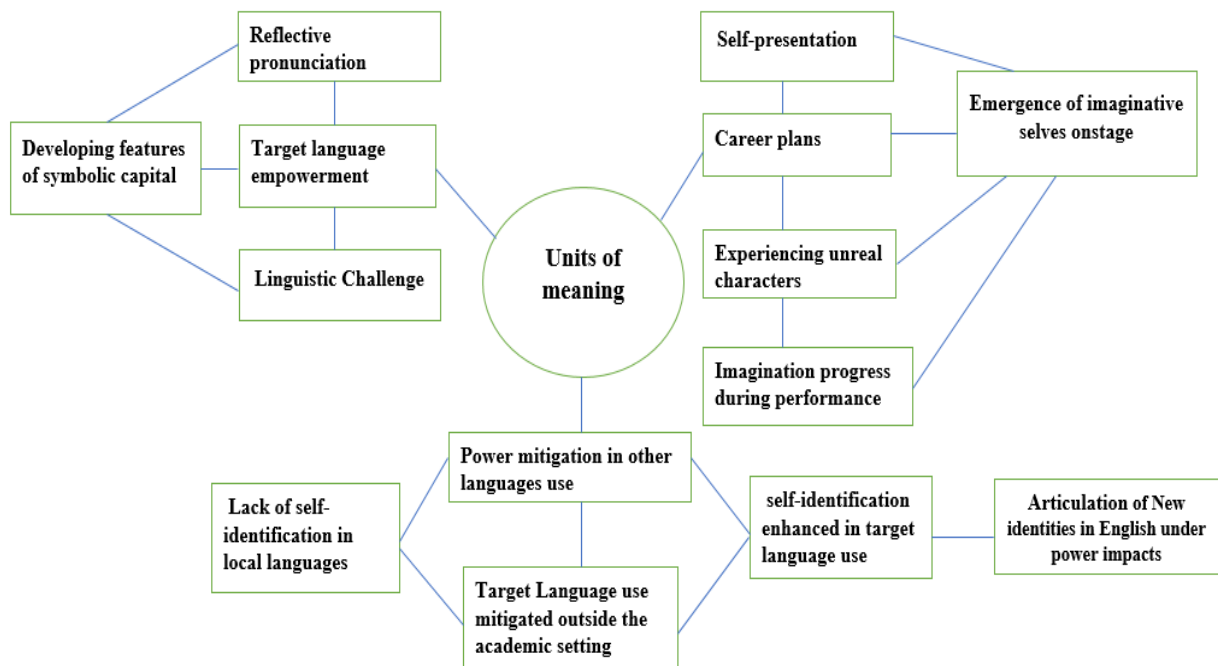 Reflective
pronunciation
Developing features
of symbolic capital
Target language
empowerment
Linguistic Challenge
Units of
meaning
Self-presentation
Career plans
Experiencing unreal
characters
Imagination progress
during performance
Emergence of imaginative
selves onstage
Power mitigation in other
languages use
Lack of self-
identification in
local languages
Target Language use
mitigated outside the
academic setting
self-identification
enhanced in target
language use
Articulation of New
identities in English under
power impacts